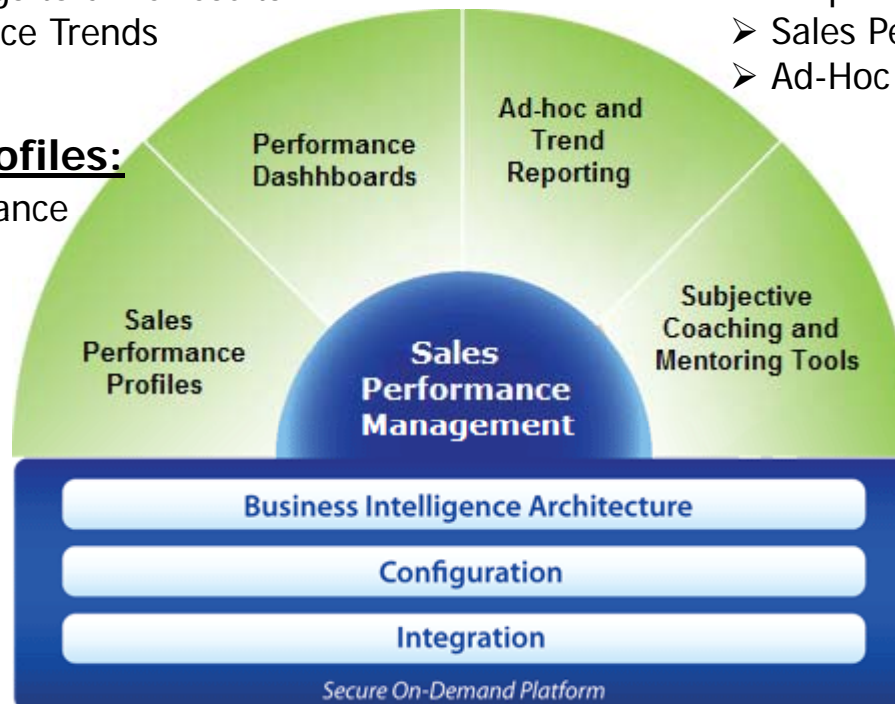 ce Trends
➢ Sales Pe
➢ Ad-Hoc
ofiles:
ance
Performance
Dashhboards
Ad-hoc and
Trend
Reporting
Sales
Performance
Profiles
Subjective
Coaching and
Mentoring Tools
Sales
Performance
Management
Business Intelligence Architecture
Configuration
Integration
Secure On-Demand Platform